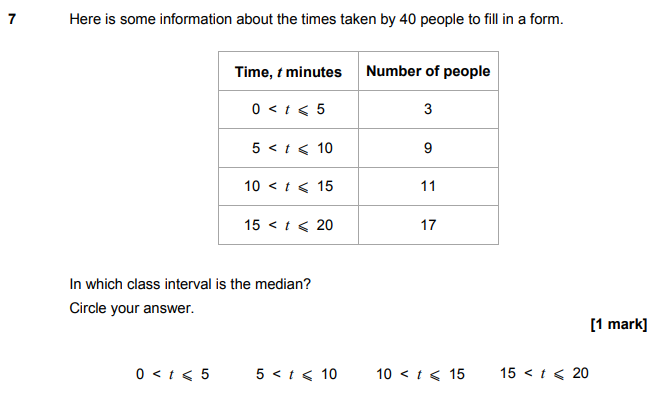 7 Here is some information about the times taken by 40 people to fill in a form.
Time, t minutes Number of people
0 < t ⩽ 5 3
5 < t ⩽ 10 9
10 < t ⩽ 15 11
15 < t ⩽ 20 17
In which class interval is the median?
Circle your answer.
[1 mark]
0 < t ⩽ 5 5 < t ⩽ 10 10 < t ⩽ 15 15 < t ⩽ 20